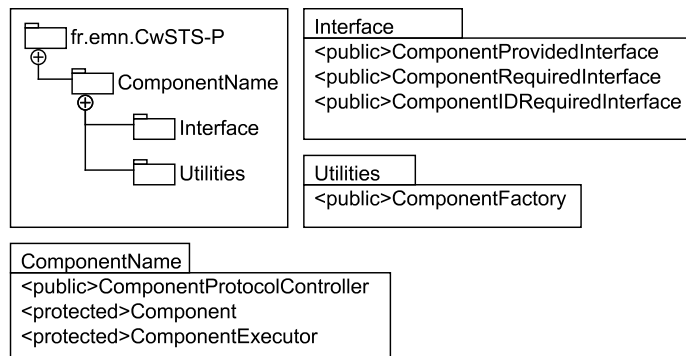 fr.emn.CwSTS-P
ComponentName
Interface
Utilities
Interface
<public>ComponentProvidedInterface
<public>ComponentRequiredInterface
<public>ComponentIDRequiredInterface
Utilities
<public>ComponentFactory
ComponentName
<public>ComponentProtocolController
<protected>Component
<protected>ComponentExecutor